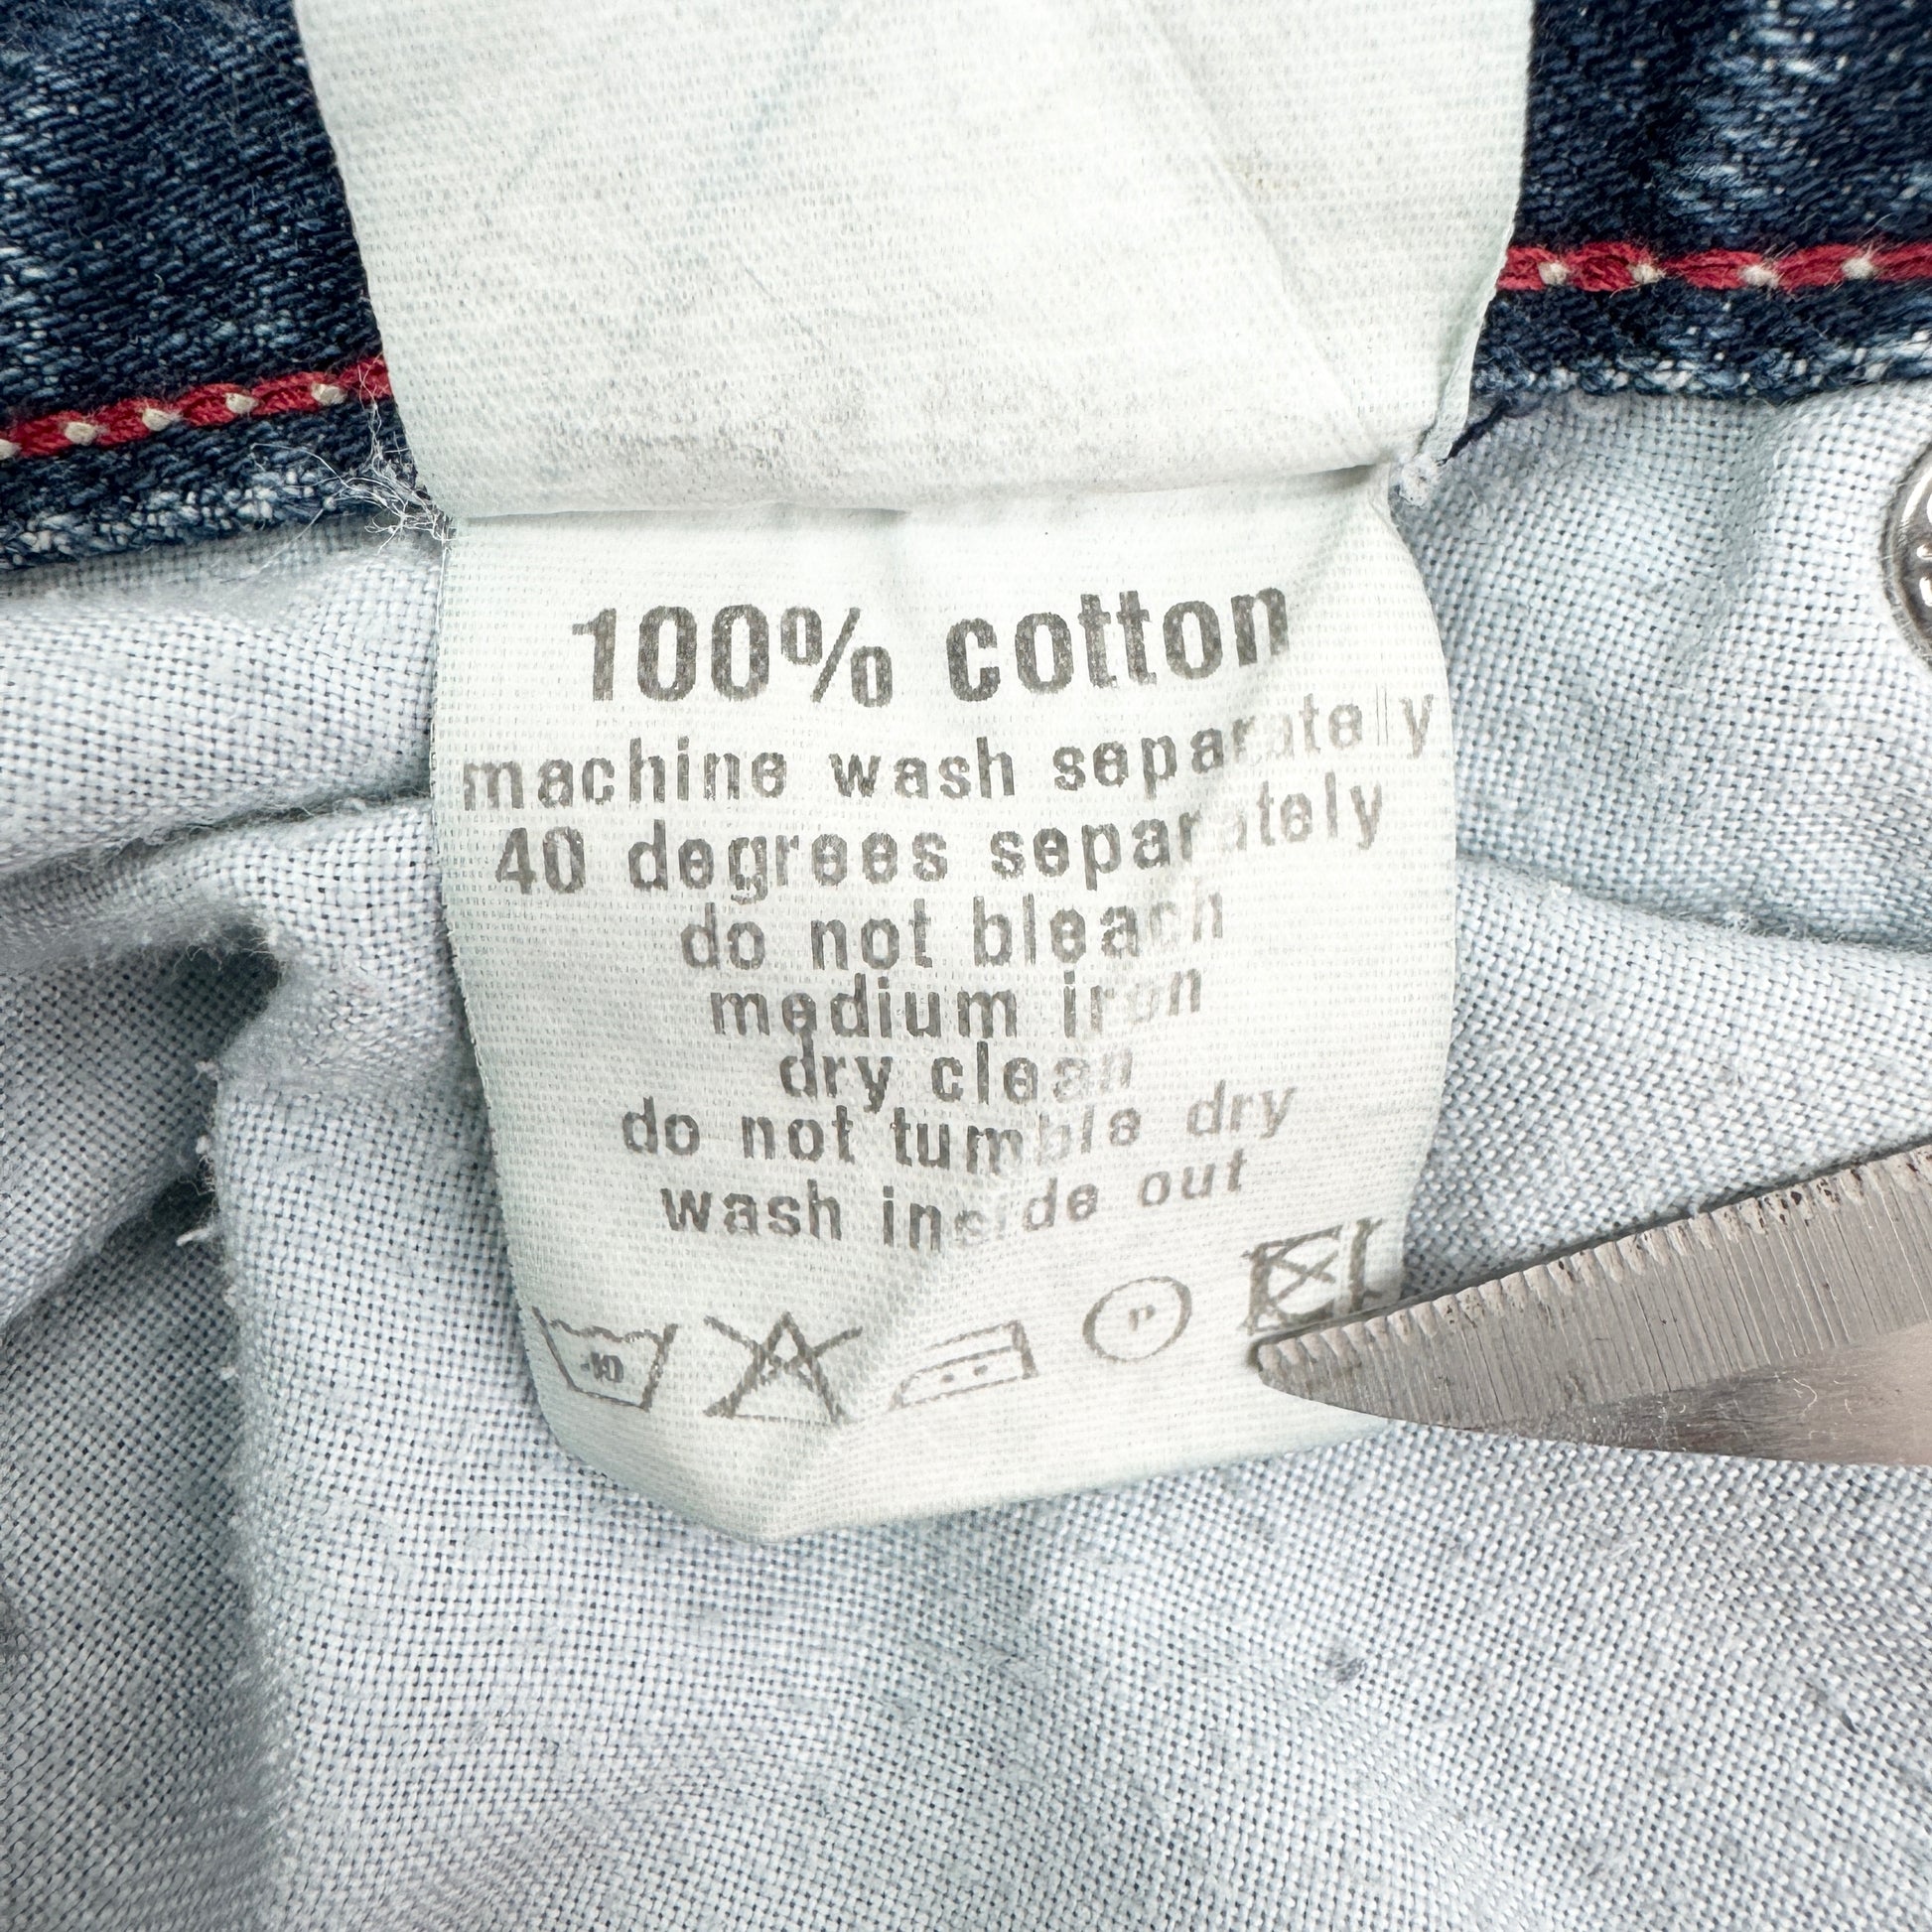 100% cotton
machine wash separately
40 degrees separately
do not bleach
medium iron
dry clean
do not tumble dry
wash inside out
40 P